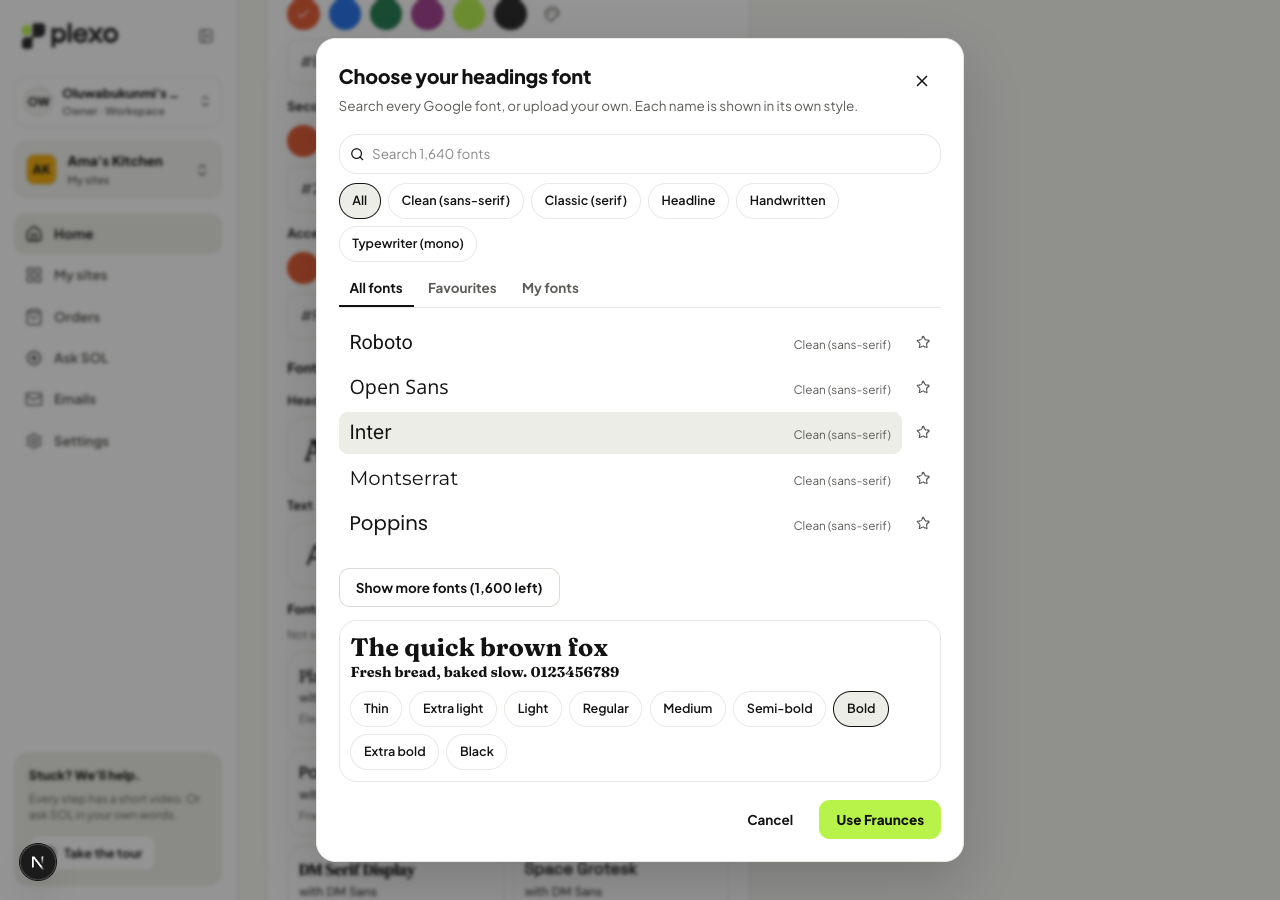 plexo
Choose your headings font
Search every Google font, or upload your own. Each name is shown in its own style.
OW
Oluwabukunmi's ...
Owner · Workspace
AK
Ama's Kitchen
My sites
Home
My sites
Orders
Ask SOL
Emails
Settings
Search 1,640 fonts
All
Clean (sans-serif)
Classic (serif)
Headline
Handwritten
Typewriter (mono)
All fonts
Favourites
My fonts
Roboto
Clean (sans-serif)
Open Sans
Clean (sans-serif)
Inter
Clean (sans-serif)
Montserrat
Clean (sans-serif)
Poppins
Clean (sans-serif)
Show more fonts (1,600 left)
The quick brown fox
Fresh bread, baked slow. 0123456789
Thin
Extra light
Light
Regular
Medium
Semi-bold
Bold
Extra bold
Black
Cancel
Use Fraunces
Stuck? We'll help.
Every step has a short video. Or
ask SOL in your own words.
Take the tour
N
Text
DM Serif Display
with DM Sans
Space Grotesk
with DM Sans